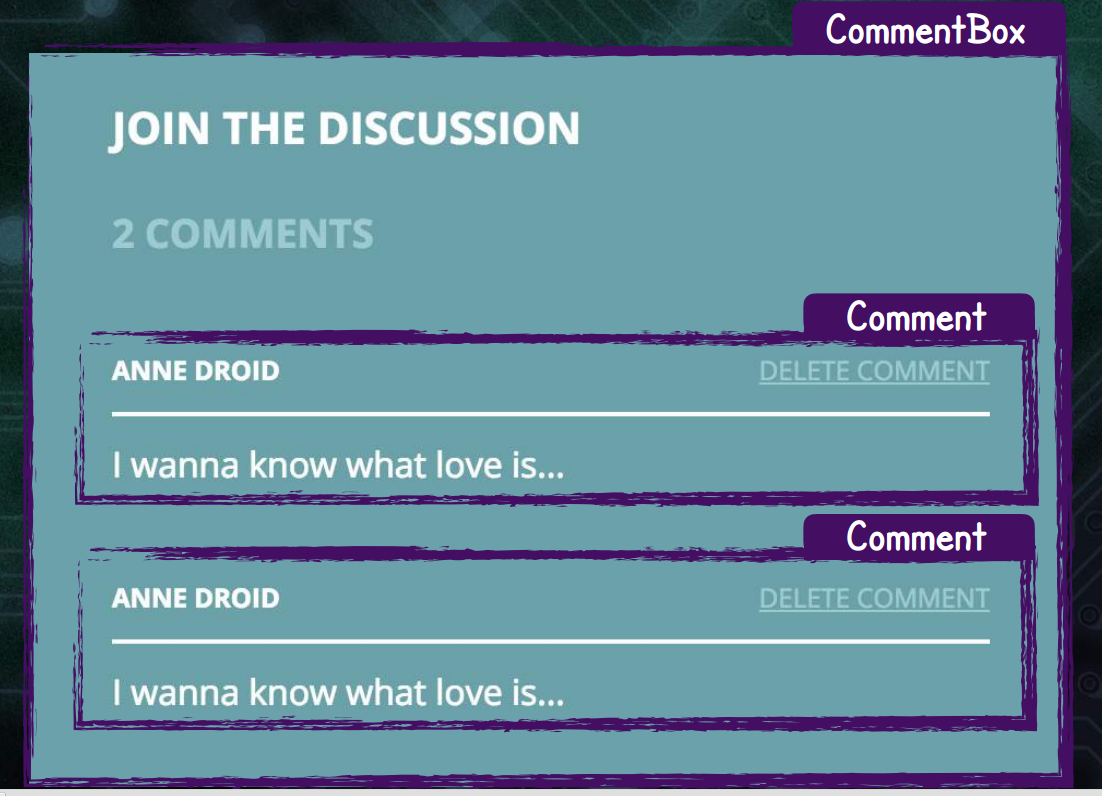 CommentBox
JOIN THE DISCUSSION
2 COMMENTS
Comment
ANNE DROID DELETE COMMENT
I wanna know what love is...
Comment
ANNE DROID DELETE COMMENT
I wanna know what love is...